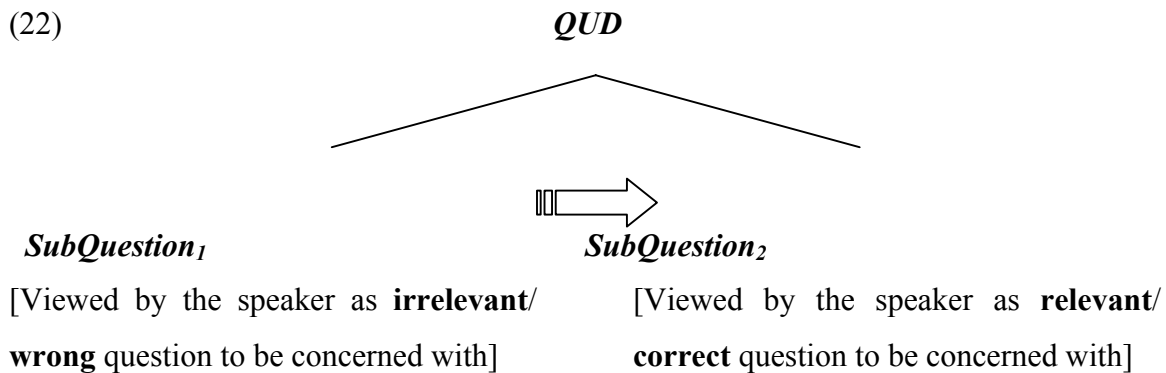 (22) QUD
SubQuestion1 SubQuestion2
[Viewed by the speaker as irrelevant/ [Viewed by the speaker as relevant/
wrong question to be concerned with] correct question to be concerned with]